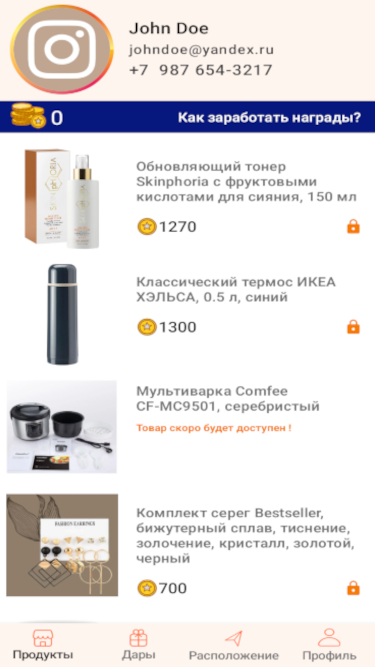 John Doe
johndoe@yandex.ru
+7 987 654-3217
0
Как заработать награды?
Обновляющий тонер
Skinphoria с фруктовыми
кислотами для сияния, 150 мл
1270
Классический термос ИКЕА
ХЭЛЬСА, 0.5 л, синий
1300
Мультиварка Comfee
CF-MC9501, серебристый
Товар скоро будет доступен !
Комплект серег Bestseller,
бижутерный сплав, тиснение,
золочение, кристалл, золотой,
черный
700
Продукты
Дары
Расположение
Профиль